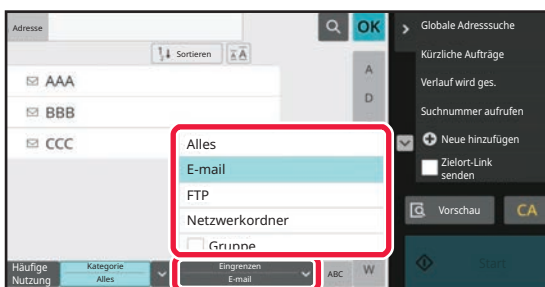 Adresse
OK
Sortieren
AAA
BBB
CCC
A
D
W
Alles
E-mail
FTP
Netzwerkordner
Gruppe
Häufige
Nutzung
Kategorie
Alles
Eingrenzen
E-mail
ABC
Globale Adresssuche
Kürzliche Aufträge
Verlauf wird ges.
Suchnummer aufrufen
Neue hinzufügen
Zielort-Link
senden
Vorschau
CA
Start